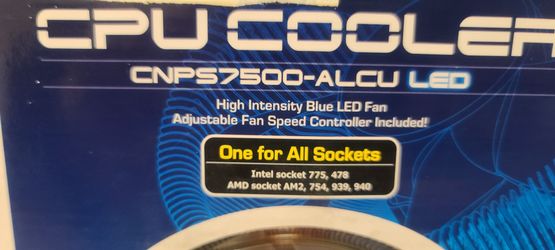 CPU COOLER
CNPS7500-ALCU LED
High Intensity Blue LED Fan
Adjustable Fan Speed Controller Included!
One for All Sockets
Intel socket 775, 478
AMD socket AM2, 754, 939, 940